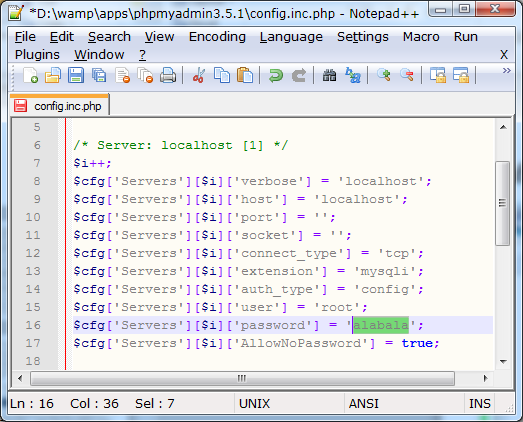 *D:\wamp\apps\phpmyadmin3.5.1\config.inc.php - Notepad++
File Edit Search View Encoding Language Settings Macro Run
Plugins Window ? X
config.inc.php
5
6 /* Server: localhost [1] */
7 $i++;
8 $cfg['Servers'][$i]['verbose'] = 'localhost';
9 $cfg['Servers'][$i]['host'] = 'localhost';
10 $cfg['Servers'][$i]['port'] = '';
11 $cfg['Servers'][$i]['socket'] = '';
12 $cfg['Servers'][$i]['connect_type'] = 'tcp';
13 $cfg['Servers'][$i]['extension'] = 'mysqli';
14 $cfg['Servers'][$i]['auth_type'] = 'config';
15 $cfg['Servers'][$i]['user'] = 'root';
16 $cfg['Servers'][$i]['password'] = 'alabala';
17 $cfg['Servers'][$i]['AllowNoPassword'] = true;
18
Ln : 16 Col : 36 Sel : 7 UNIX ANSI INS